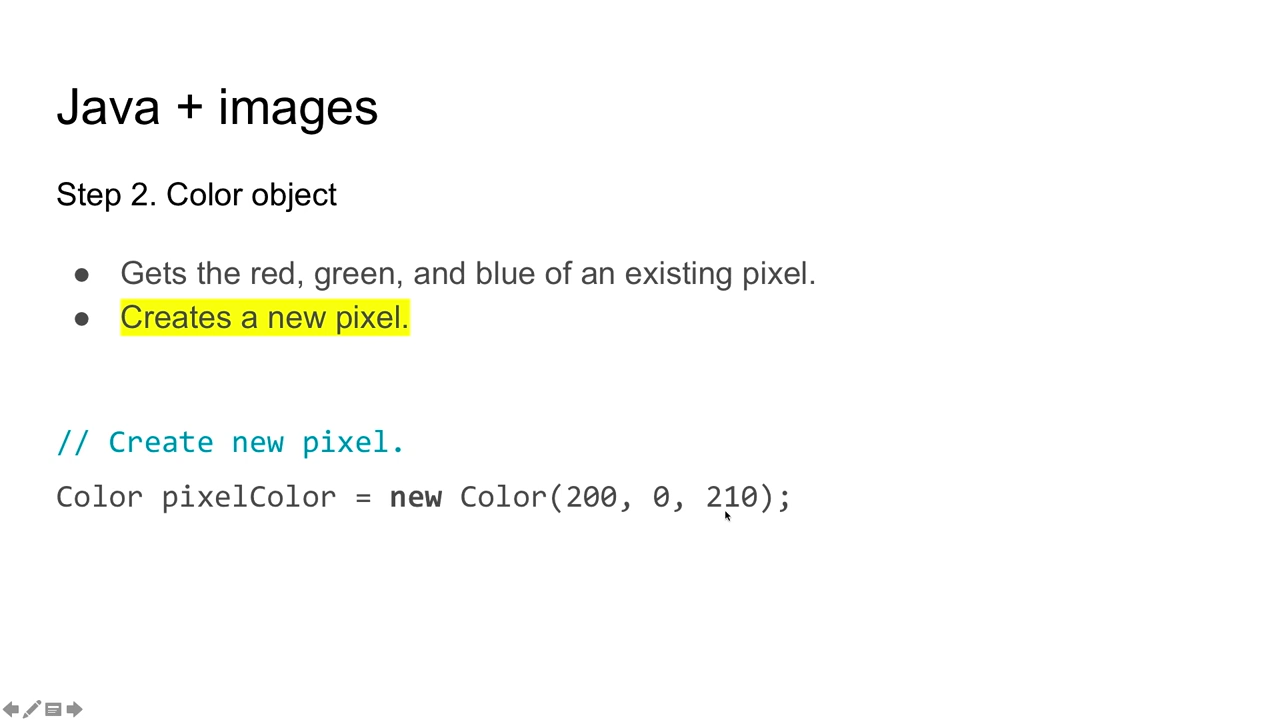 Java + images
Step 2. Color object
● Gets the red, green, and blue of an existing pixel.
● Creates a new pixel.
// Create new pixel.
Color pixelColor = new Color(200, 0, 210);